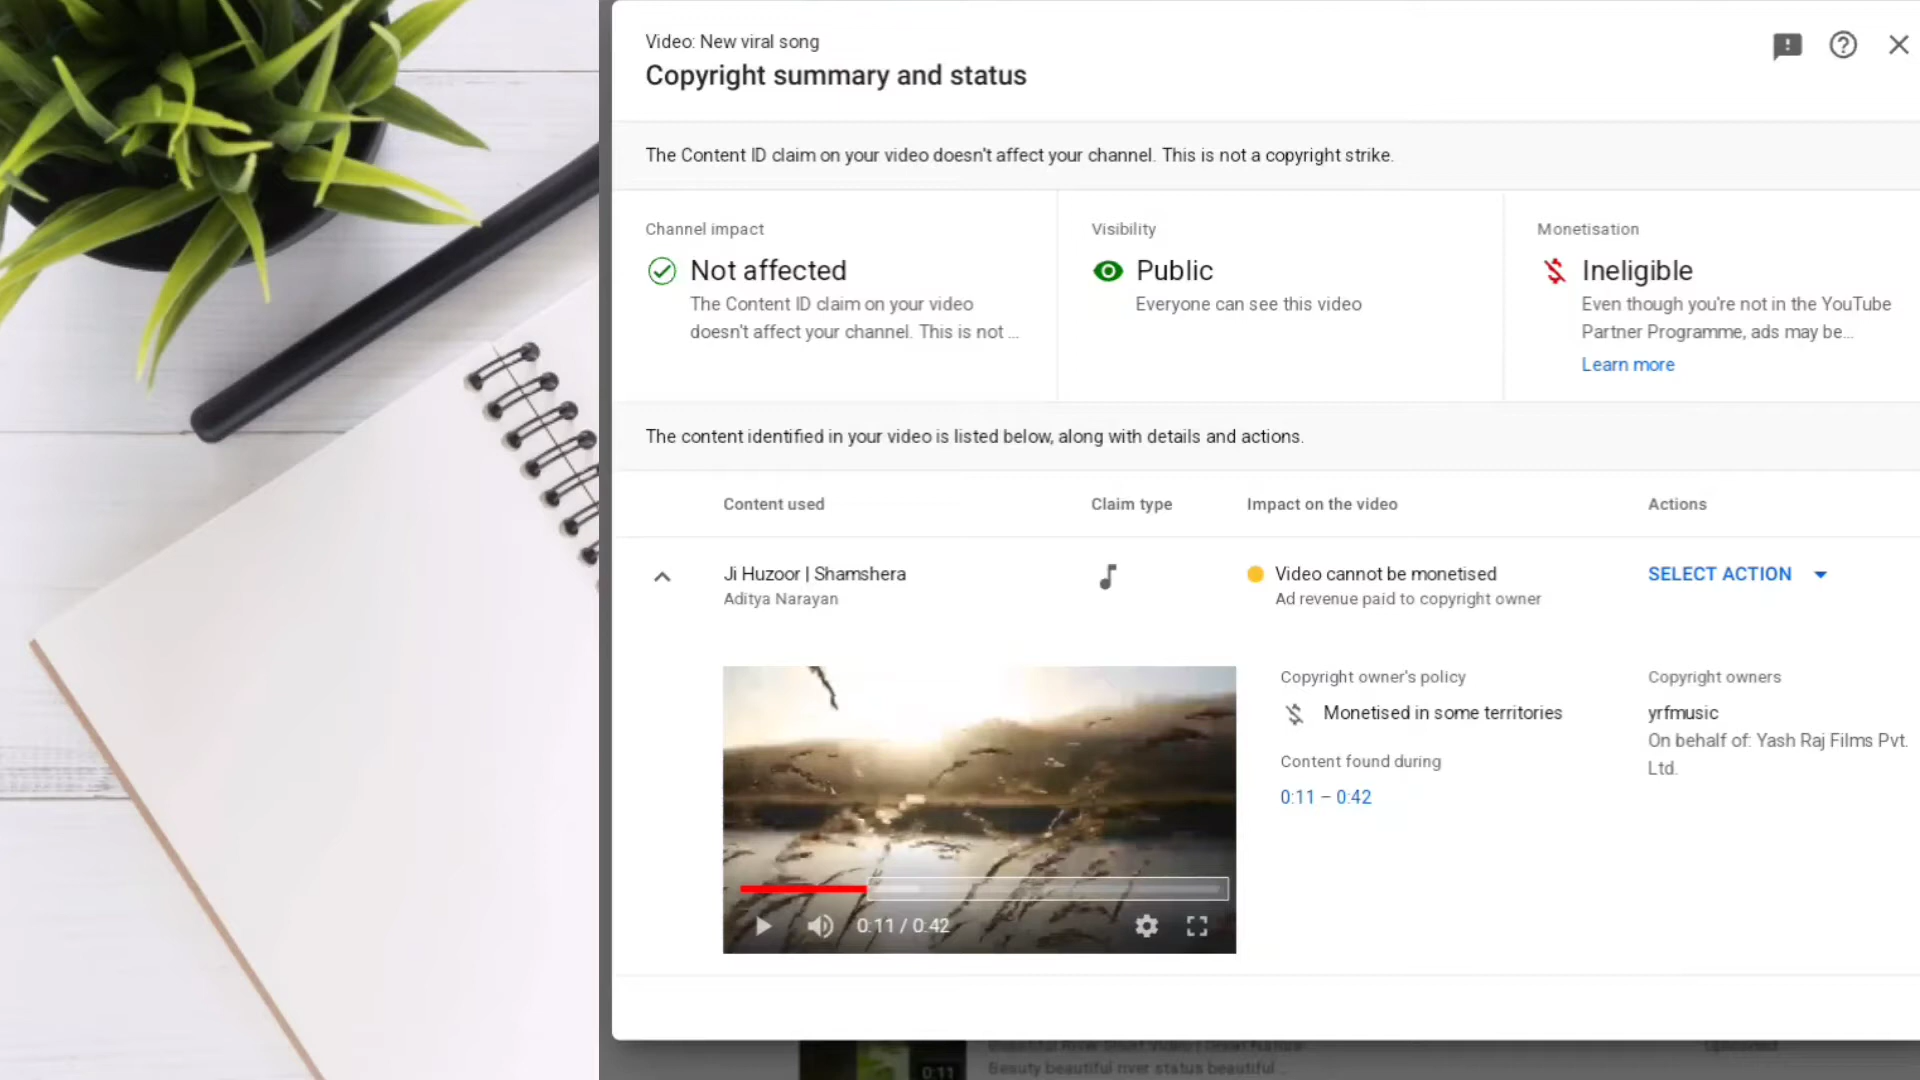 Video: New viral song
Copyright summary and status
The Content ID claim on your video doesn't affect your channel. This is not a copyright strike.
Channel impact
Not affected
The Content ID claim on your video
doesn't affect your channel. This is not ...
Visibility
Public
Everyone can see this video
Monetisation
Ineligible
Even though you're not in the YouTube
Partner Programme, ads may be...
Learn more
The content identified in your video is listed below, along with details and actions.
Content used
Claim type
Impact on the video
Actions
Ji Huzoor | Shamshera
Aditya Narayan
Video cannot be monetised
Ad revenue paid to copyright owner
SELECT ACTION
0:11 / 0:42
Copyright owner's policy
Monetised in some territories
Content found during
0:11 – 0:42
Copyright owners
yrfmusic
On behalf of: Yash Raj Films Pvt.
Ltd.
0:11
Beauty beautiful river status beautiful ...